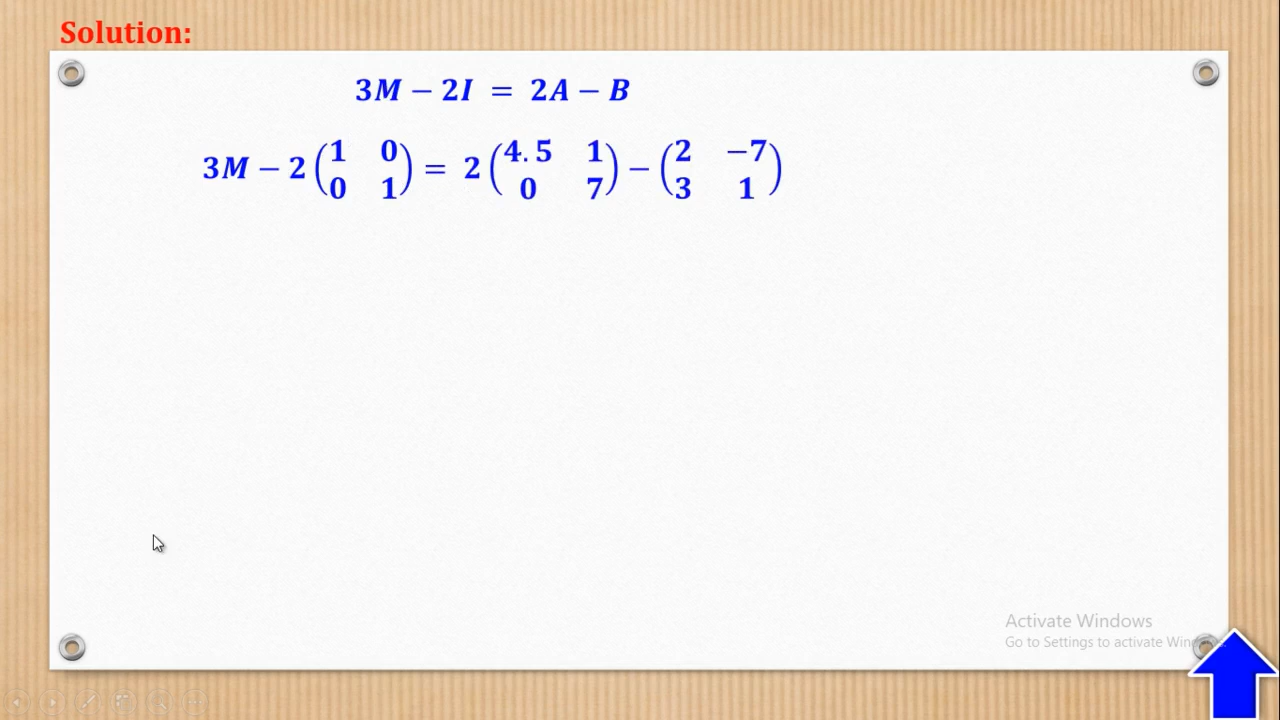 Solution:
3M − 2I = 2A − B
3M − 2 (1 0 0 1) = 2 (4.5 1 0 7) − (2 −7 3 1)
Activate Windows
Go to Settings to activate Windows.